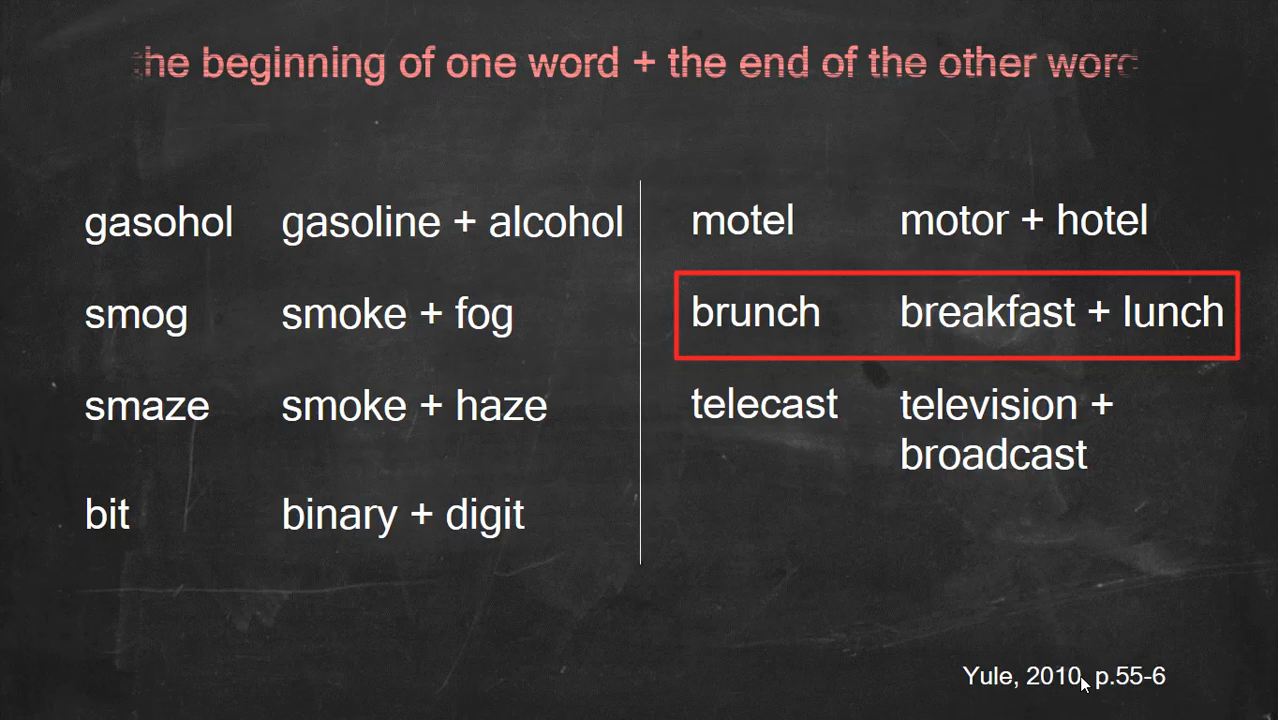 the beginning of one word + the end of the other word
gasohol gasoline + alcohol
smog smoke + fog
smaze smoke + haze
bit binary + digit
motel motor + hotel
brunch breakfast + lunch
telecast television +
broadcast
Yule, 2010, p.55-6